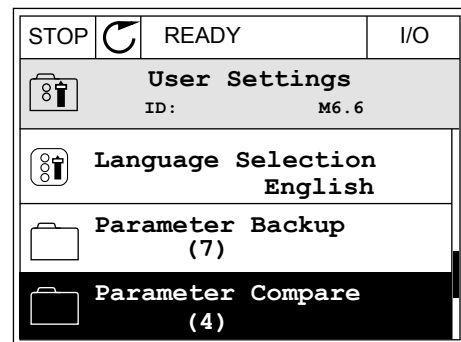 STOP READY I/O
User Settings
ID: M6.6
Language Selection
English
Parameter Backup
(7)
Parameter Compare
(4)